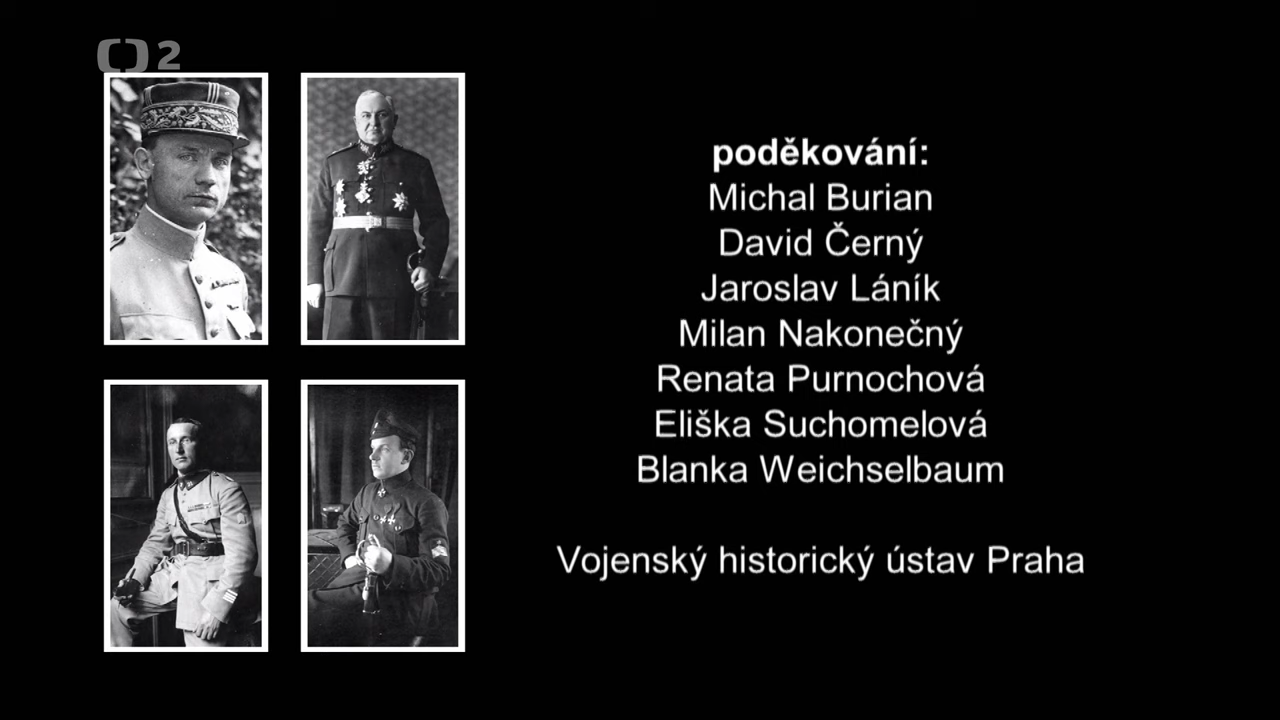 2
poděkování:
Michal Burian
David Černý
Jaroslav Láník
Milan Nakonečný
Renata Purnochová
Eliška Suchomelová
Blanka Weichselbaum
Vojenský historický ústav Praha